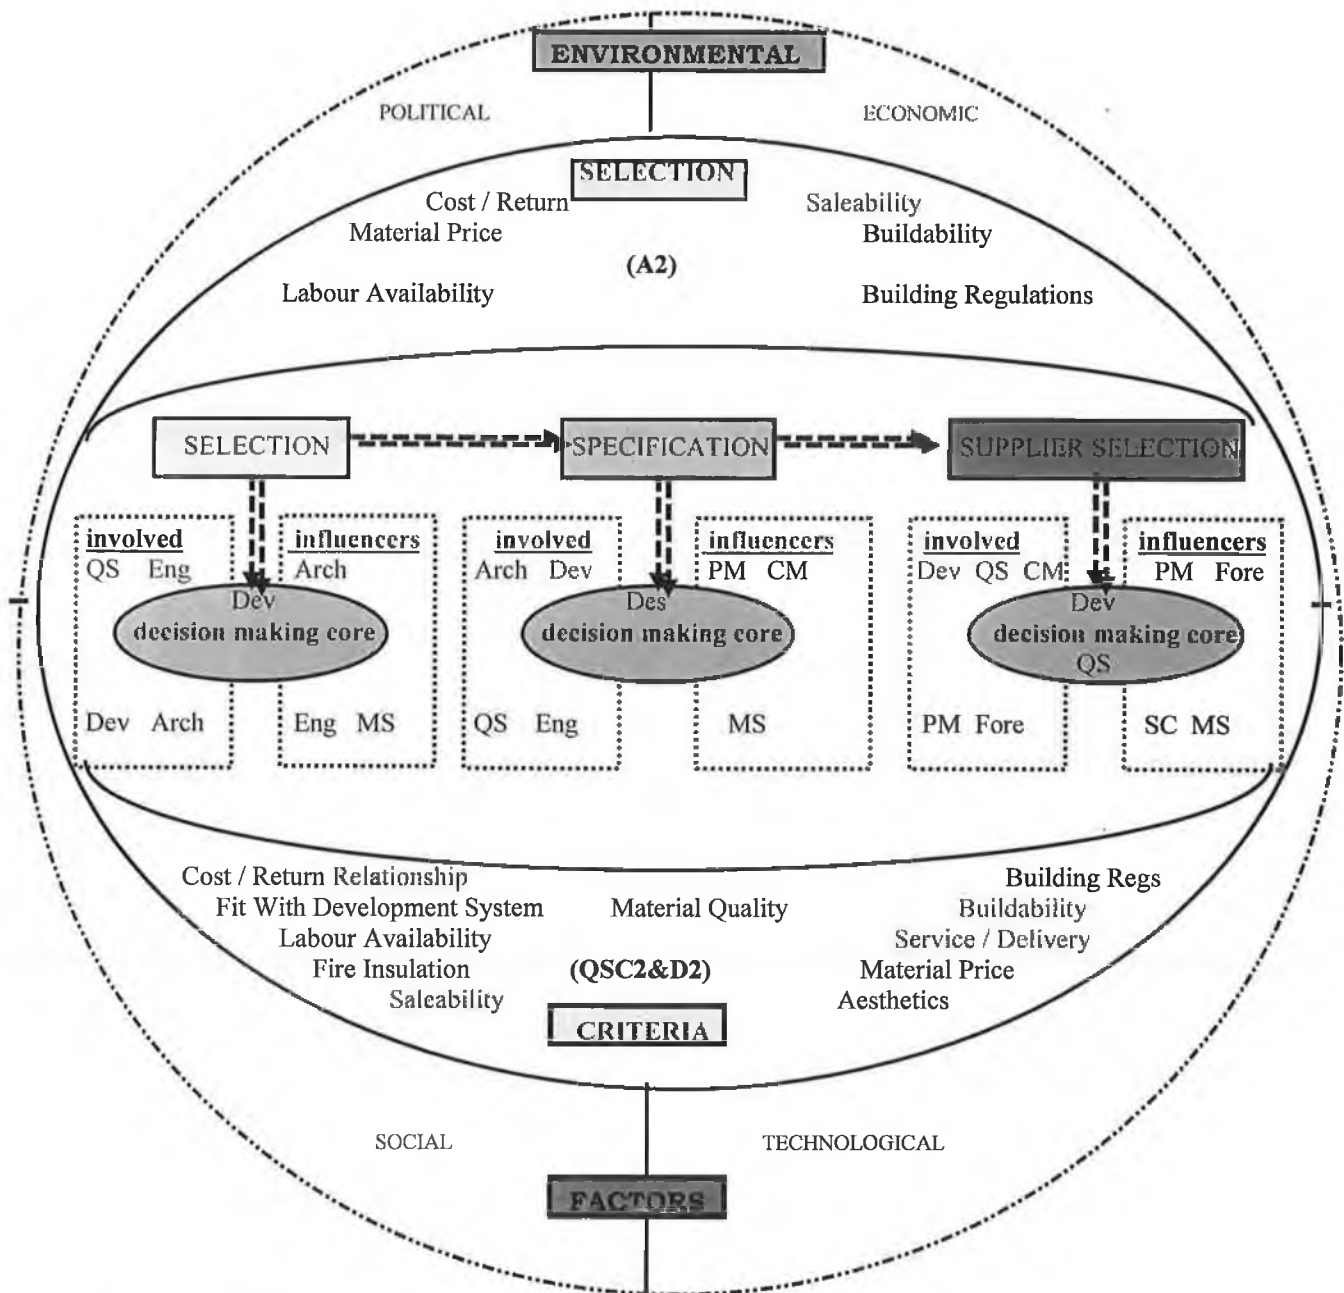 ENVIRONMENTAL
POLITICAL ECONOMIC
SELECTION
Cost / Return Saleability
Material Price Buildability
(A2)
Labour Availability Building Regulations
SELECTION SPECIFICATION SUPPLIER SELECTION
involved influencers involved influencers involved influencers
QS Eng Arch Arch Dev PM CM Dev QS CM PM Fore
Dev Des Dev
decision making core decision making core decision making core
QS
Dev Arch Eng MS QS Eng MS PM Fore SC MS
Cost / Return Relationship Building Regs
Fit With Development System Material Quality Buildability
Labour Availability Service / Delivery
Fire Insulation (QSC2&D2) Material Price
Saleability Aesthetics
CRITERIA
SOCIAL TECHNOLOGICAL
FACTORS